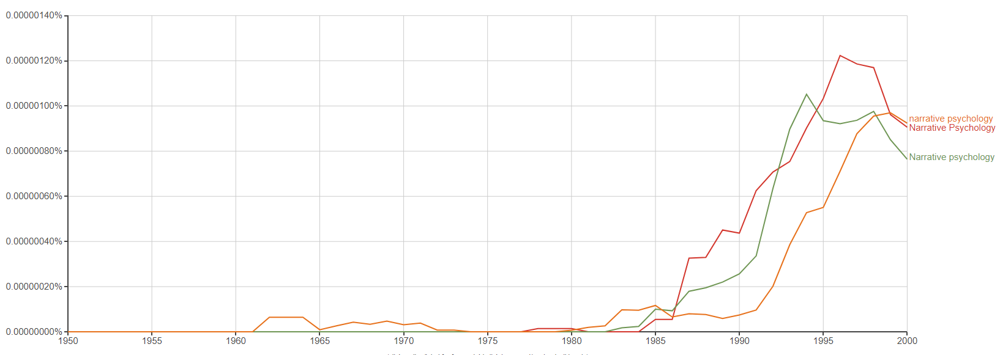 0.00000140%
0.00000120%
0.00000100%
0.00000080%
0.00000060%
0.00000040%
0.00000020%
0.00000000%
narrative psychology
Narrative Psychology
Narrative psychology
1950 1955 1960 1965 1970 1975 1980 1985 1990 1995 2000